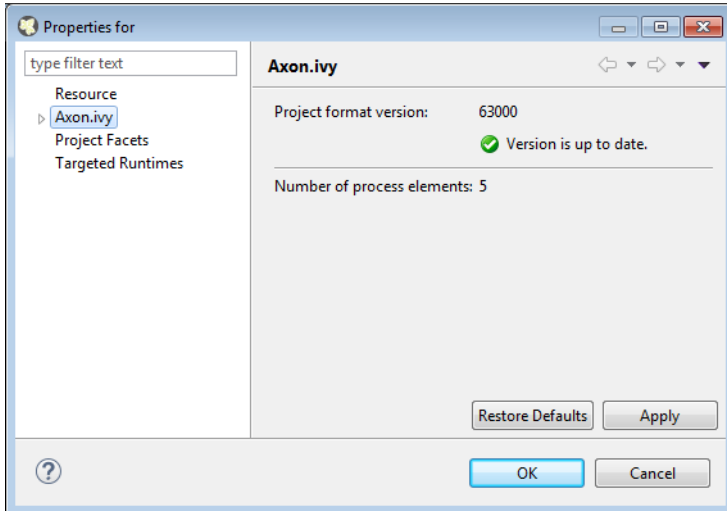 Properties for
type filter text
Resource
Axon.ivy
Project Facets
Targeted Runtimes
Axon.ivy
Project format version: 63000
Version is up to date.
Number of process elements: 5
Restore Defaults
Apply
OK
Cancel